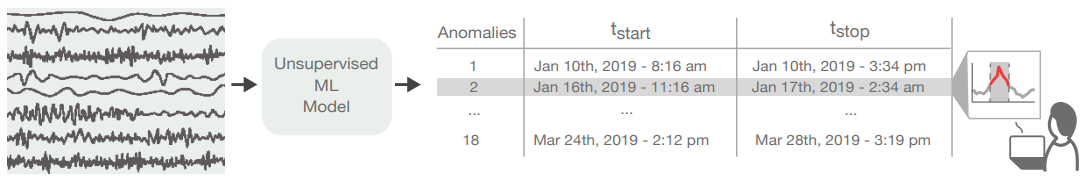 Anomalies tstart tstop
Unsupervised
ML
Model
1 Jan 10th, 2019 - 8:16 am Jan 10th, 2019 - 3:34 pm
2 Jan 16th, 2019 - 11:16 am Jan 17th, 2019 - 2:34 am
... ... ...
18 Mar 24th, 2019 - 2:12 pm Mar 28th, 2019 - 3:19 pm